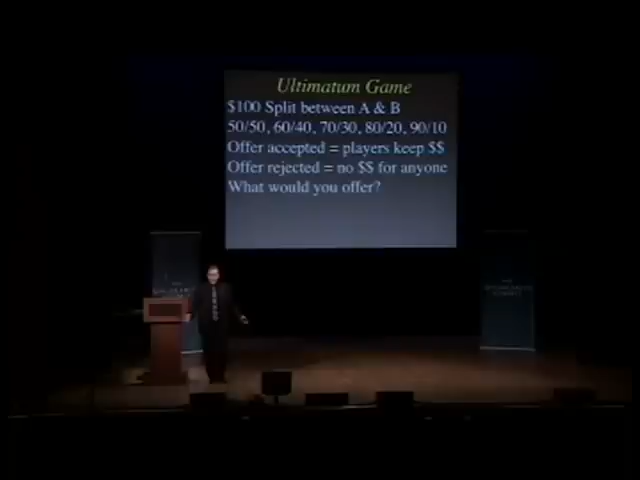 Ultimatum Game
$100 Split between A & B
50/50, 60/40, 70/30, 80/20, 90/10
Offer accepted = players keep $$
Offer rejected = no $$ for anyone
What would you offer?